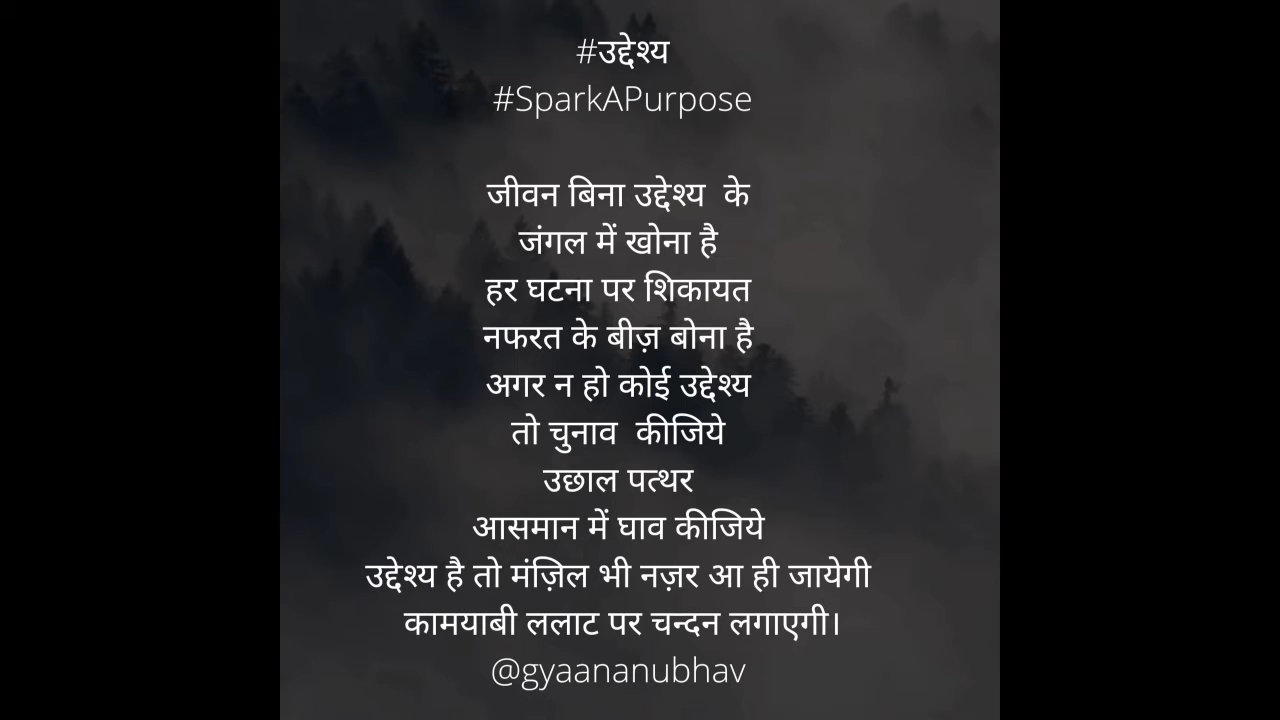 #उद्देश्य
#SparkAPurpose
जीवन बिना उद्देश्य  के
जंगल में खोना है
हर घटना पर शिकायत
नफरत के बीज़ बोना है
अगर न हो कोई उद्देश्य
तो चुनाव  कीजिये
उछाल पत्थर
आसमान में घाव कीजिये
उद्देश्य है तो मंज़िल भी नज़र आ ही जायेगी
कामयाबी ललाट पर चन्दन लगाएगी।
@gyaananubhav